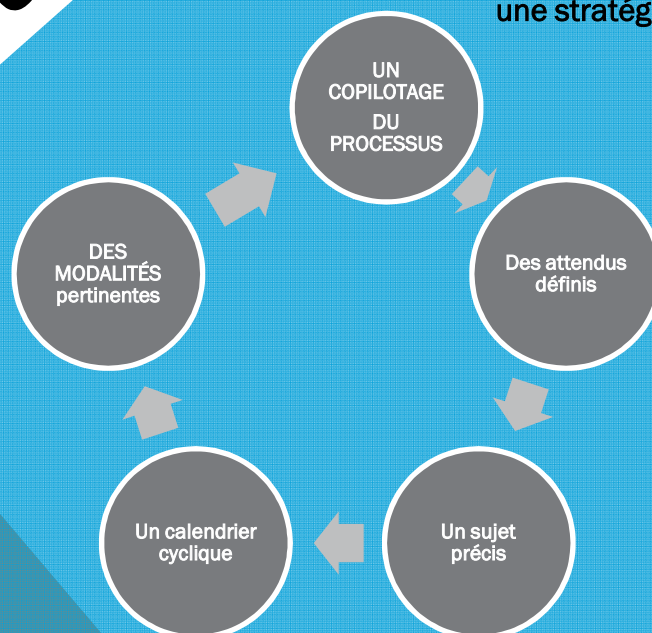 une stratég
UN
COPILOTAGE
DU
PROCESSUS
Des attendus
définis
Un sujet
précis
Un calendrier
cyclique
DES
MODALITÉS
pertinentes